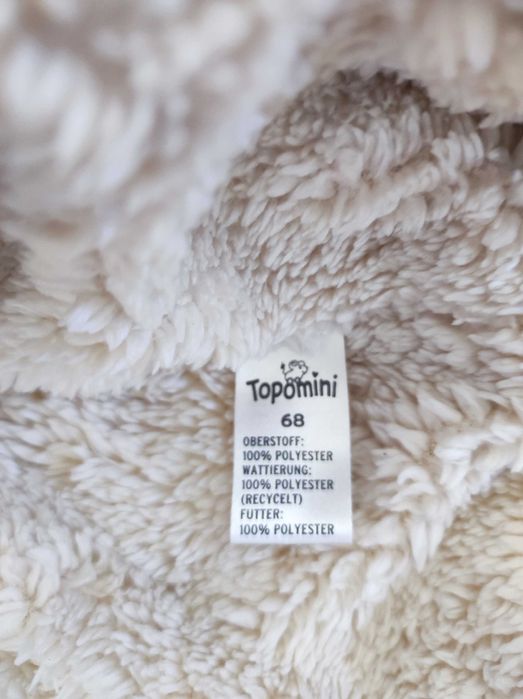 Topomini
68
OBERSTOFF:
100% POLYESTER
WATTIERUNG:
100% POLYESTER
(RECYCELT)
FUTTER:
100% POLYESTER